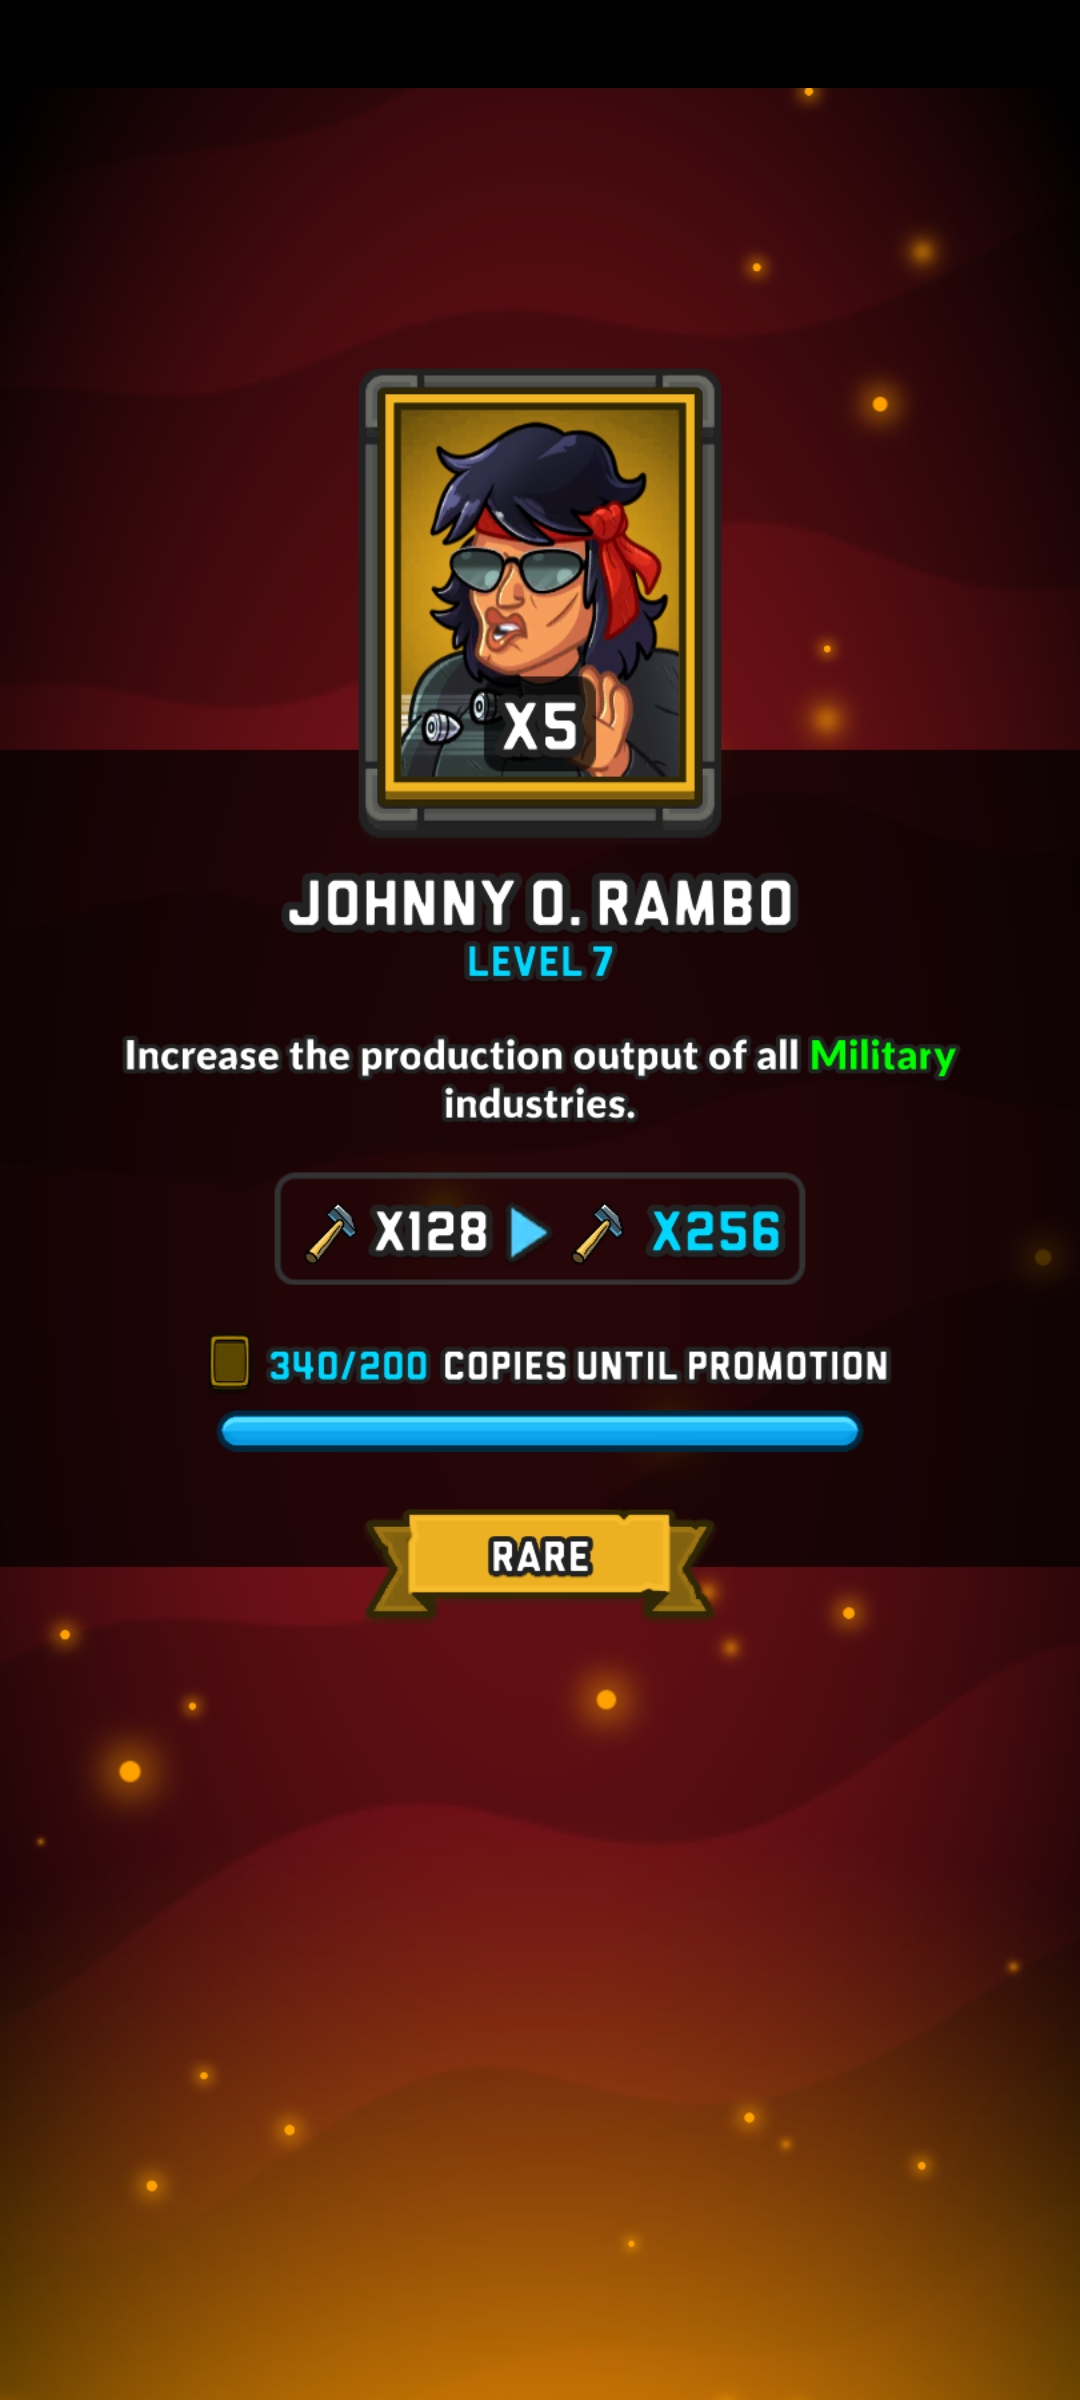 X5
JOHNNY O. RAMBO
LEVEL 7
Increase the production output of all Military
industries.
X128 X256
340/200 COPIES UNTIL PROMOTION
RARE